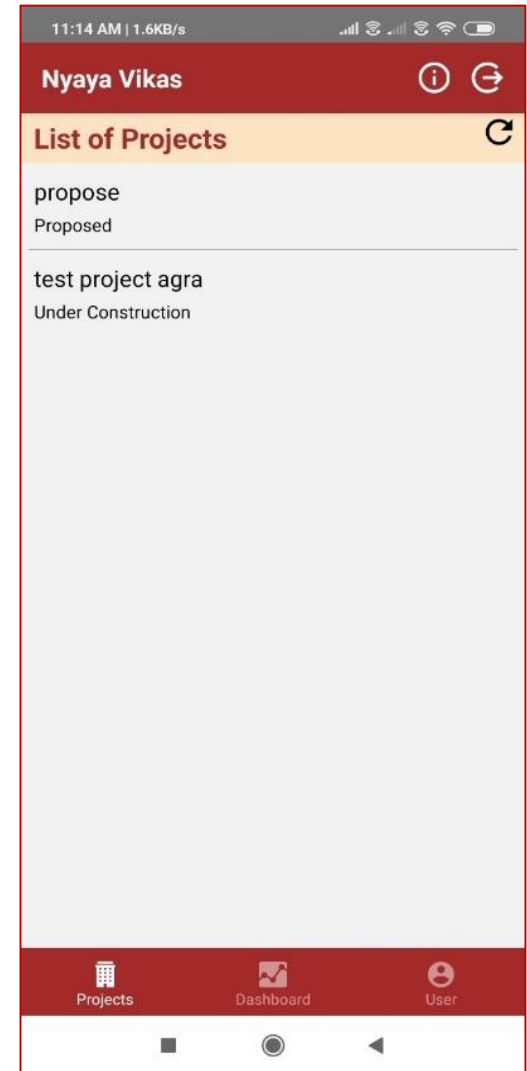 11:14 AM | 1.6KB/s
Nyaya Vikas
List of Projects
propose
Proposed
test project agra
Under Construction
Projects Dashboard User